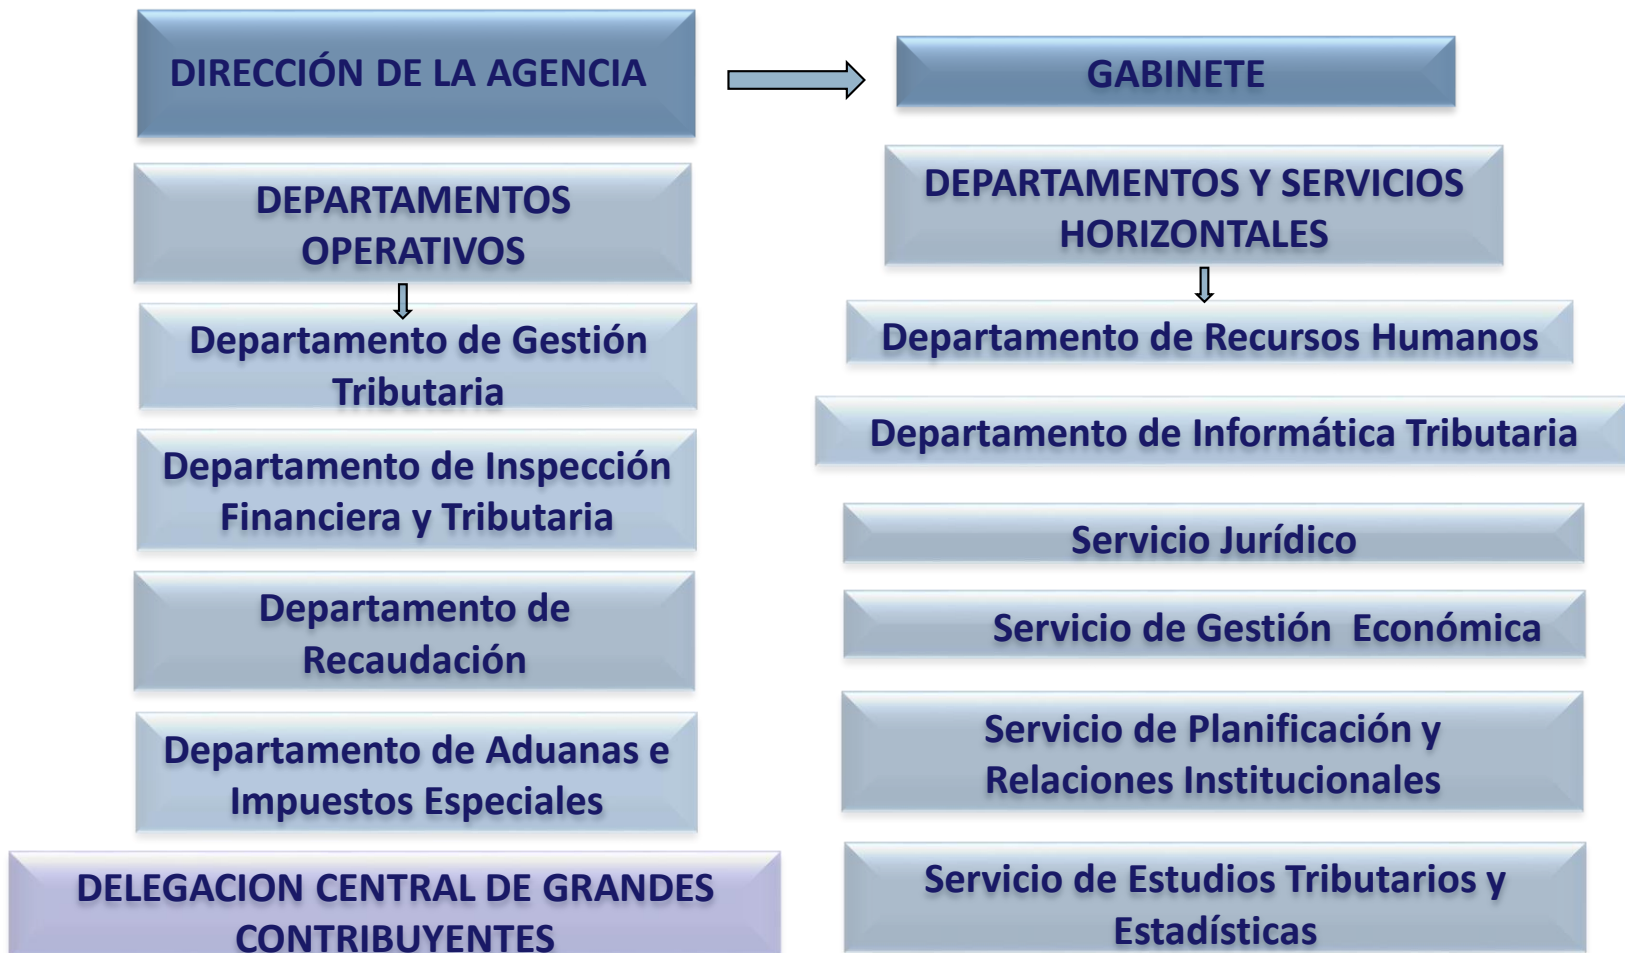 DIRECCIÓN DE LA AGENCIA
GABINETE
DEPARTAMENTOS
OPERATIVOS
Departamento de Gestión
Tributaria
Departamento de Inspección
Financiera y Tributaria
Departamento de
Recaudación
Departamento de Aduanas e
Impuestos Especiales
DELEGACION CENTRAL DE GRANDES
CONTRIBUYENTES
DEPARTAMENTOS Y SERVICIOS
HORIZONTALES
Departamento de Recursos Humanos
Departamento de Informática Tributaria
Servicio Jurídico
Servicio de Gestión  Económica
Servicio de Planificación y
Relaciones Institucionales
Servicio de Estudios Tributarios y
Estadísticas